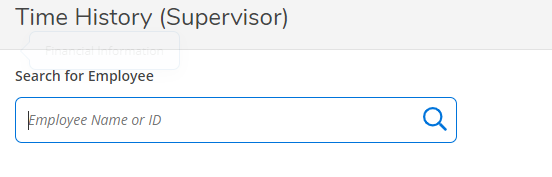 Time History (Supervisor)
Financial Information
Search for Employee
Employee Name or ID